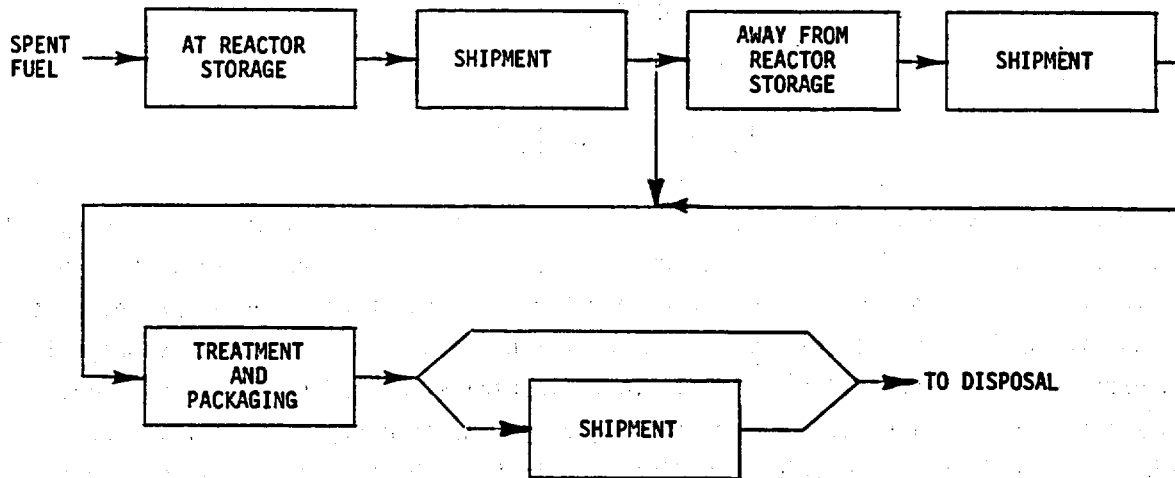 SPENT
FUEL
AT REACTOR
STORAGE
SHIPMENT
AWAY FROM
REACTOR
STORAGE
SHIPMENT
TREATMENT
AND
PACKAGING
SHIPMENT
TO DISPOSAL